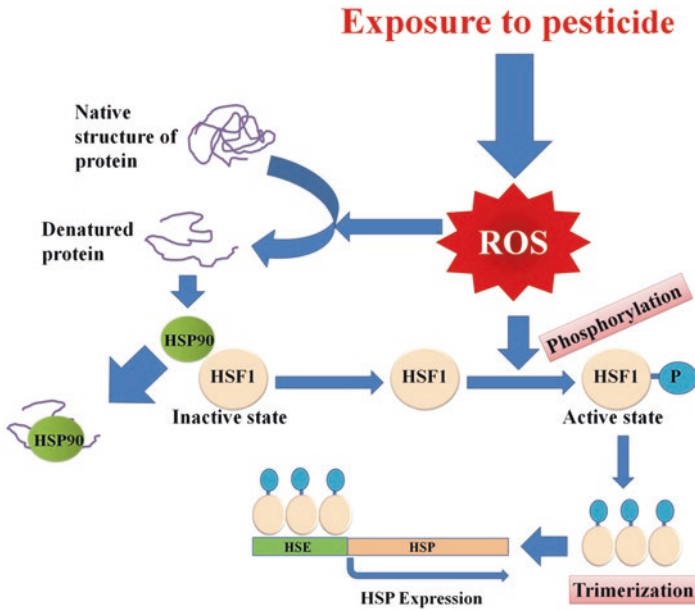 Exposure to pesticide
Native
structure of
protein
ROS
Denatured
protein
Phosphorylation
HSP90
HSF1
HSF1
HSF1
P
Inactive state
Active state
HSP90
HSE
HSP
HSP Expression
Trimerization